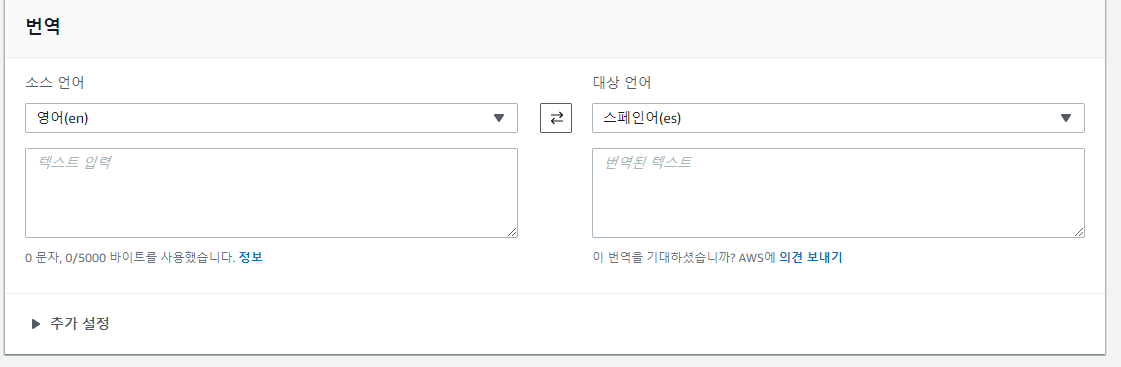 번역
소스 언어
대상 언어
영어(en)
스페인어(es)
텍스트 입력
번역된 텍스트
0 문자, 0/5000 바이트를 사용했습니다. 정보
이 번역을 기대하셨습니까? AWS에 의견 보내기
추가 설정